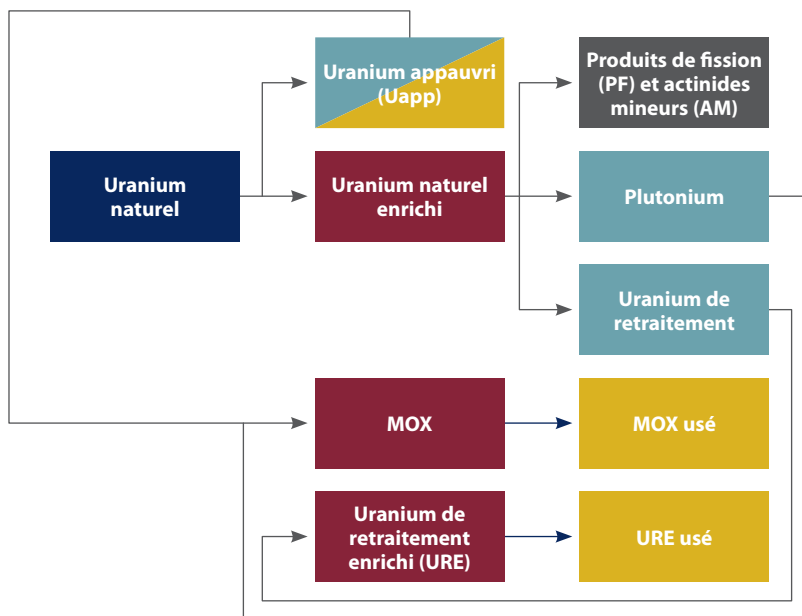 Uranium appauvri
(Uapp)
Produits de fission
(PF) et actinides
mineurs (AM)
Uranium
naturel
Uranium naturel
enrichi
Plutonium
Uranium de
retraitement
MOX
MOX usé
Uranium de
retraitement
enrichi (URE)
URE usé